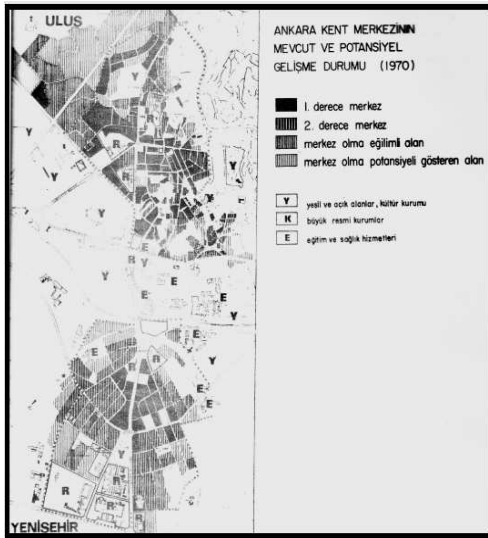 ULUS
ANKARA KENT MERKEZİNİN
MEVCUT VE POTANSİYEL
GELİŞME DURUMU (1970)
1. derece merkez
2. derece merkez
merkez olma eğilimli alan
merkez olma potansiyeli gösteren alan
Y yeşil ve açık alanlar, kültür kurumu
R büyük resmi kurumlar
E eğitim ve sağlık hizmetleri
Y
R
Y
R
Y
Y
R
Y
E
R
Y
Y
E
E
E
Y
E
R
R
Y
E
E
Y
R
R
R
R
YENİŞEHİR